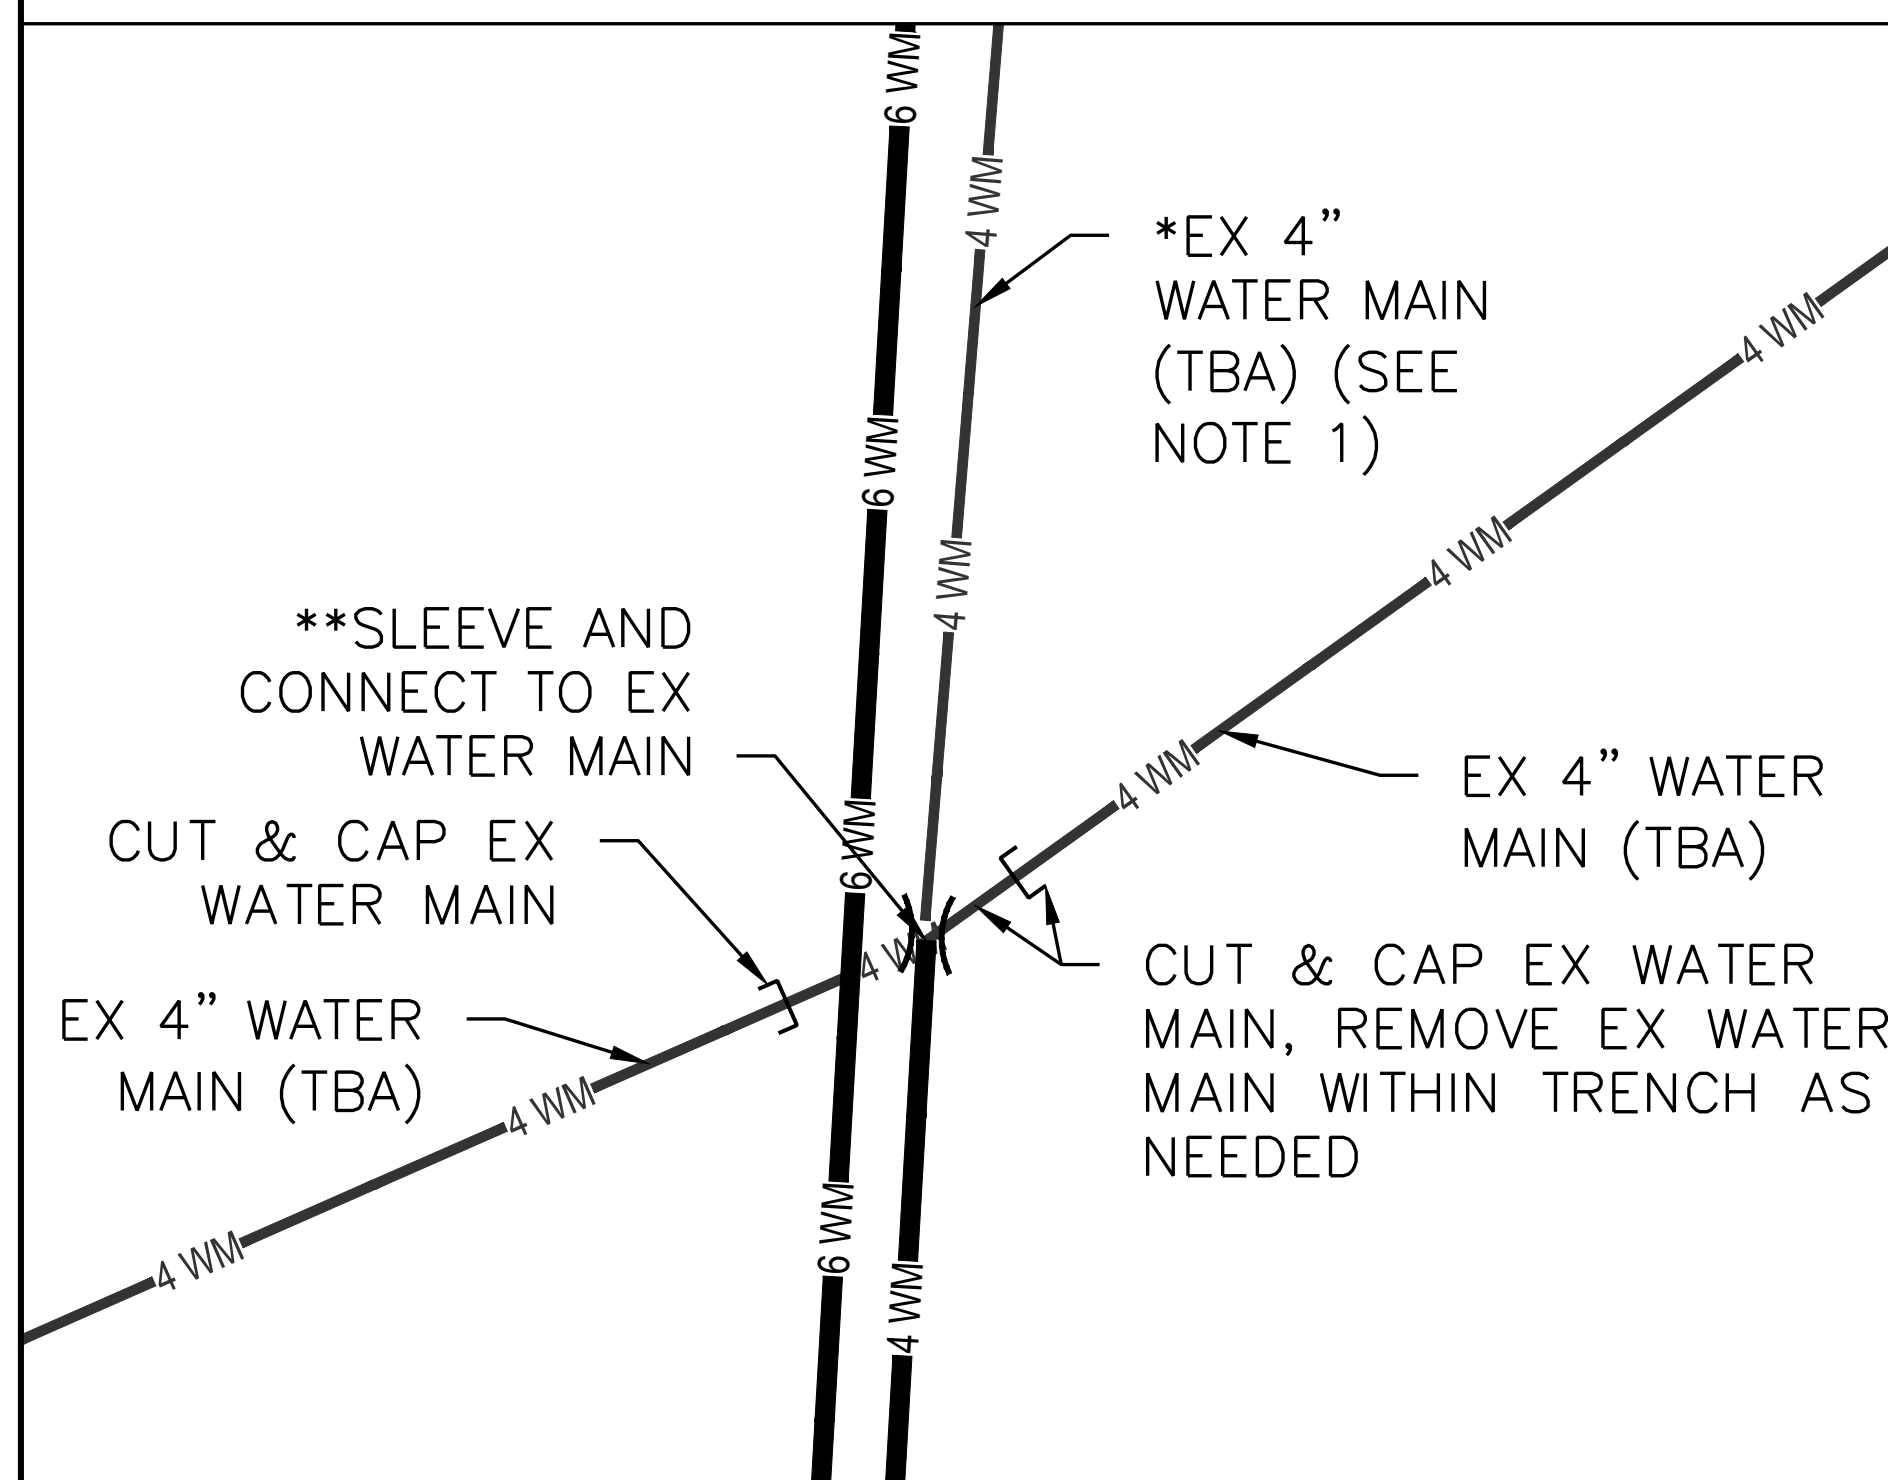 6 WM
4 WM
*EX 4”
WATER MAIN
(TBA) (SEE
NOTE 1)
4 WM
6 WM
4 WM
4 WM
**SLEEVE AND
CONNECT TO EX
WATER MAIN
4 WM
EX 4” WATER
MAIN (TBA)
CUT & CAP EX
WATER MAIN
6 WM
4 WM
CUT & CAP EX WATER
MAIN, REMOVE EX WATER
MAIN WITHIN TRENCH AS
NEEDED
EX 4” WATER
MAIN (TBA)
4 WM
4 WM
6 WM
4 WM